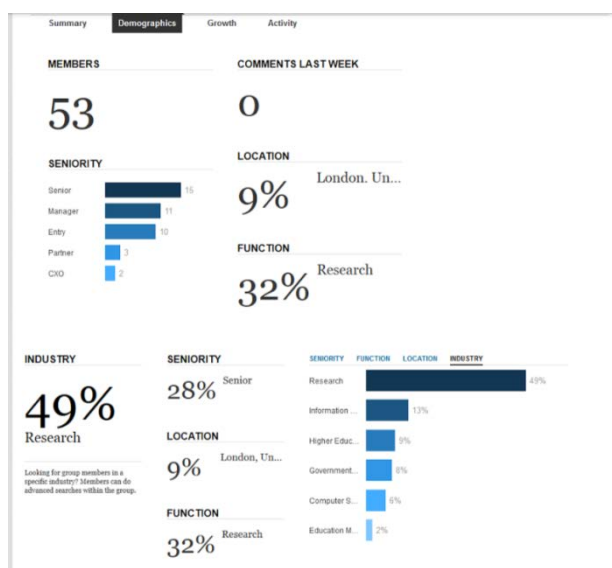 Summary Demographics Growth Activity
MEMBERS
53
COMMENTS LAST WEEK
0
SENIORITY
Senior 15
Manager 11
Entry 10
Partner 3
CXO 2
LOCATION
9% London. Un...
FUNCTION
32% Research
INDUSTRY
49%
Research
Looking for group members in a
specific industry? Members can do
advanced searches within the group.
SENIORITY
28% Senior
LOCATION
9% London, Un...
FUNCTION
32% Research
SENIORITY FUNCTION LOCATION INDUSTRY
Research 49%
Information ... 13%
Higher Educ... 9%
Government... 8%
Computer S... 6%
Education M... 2%